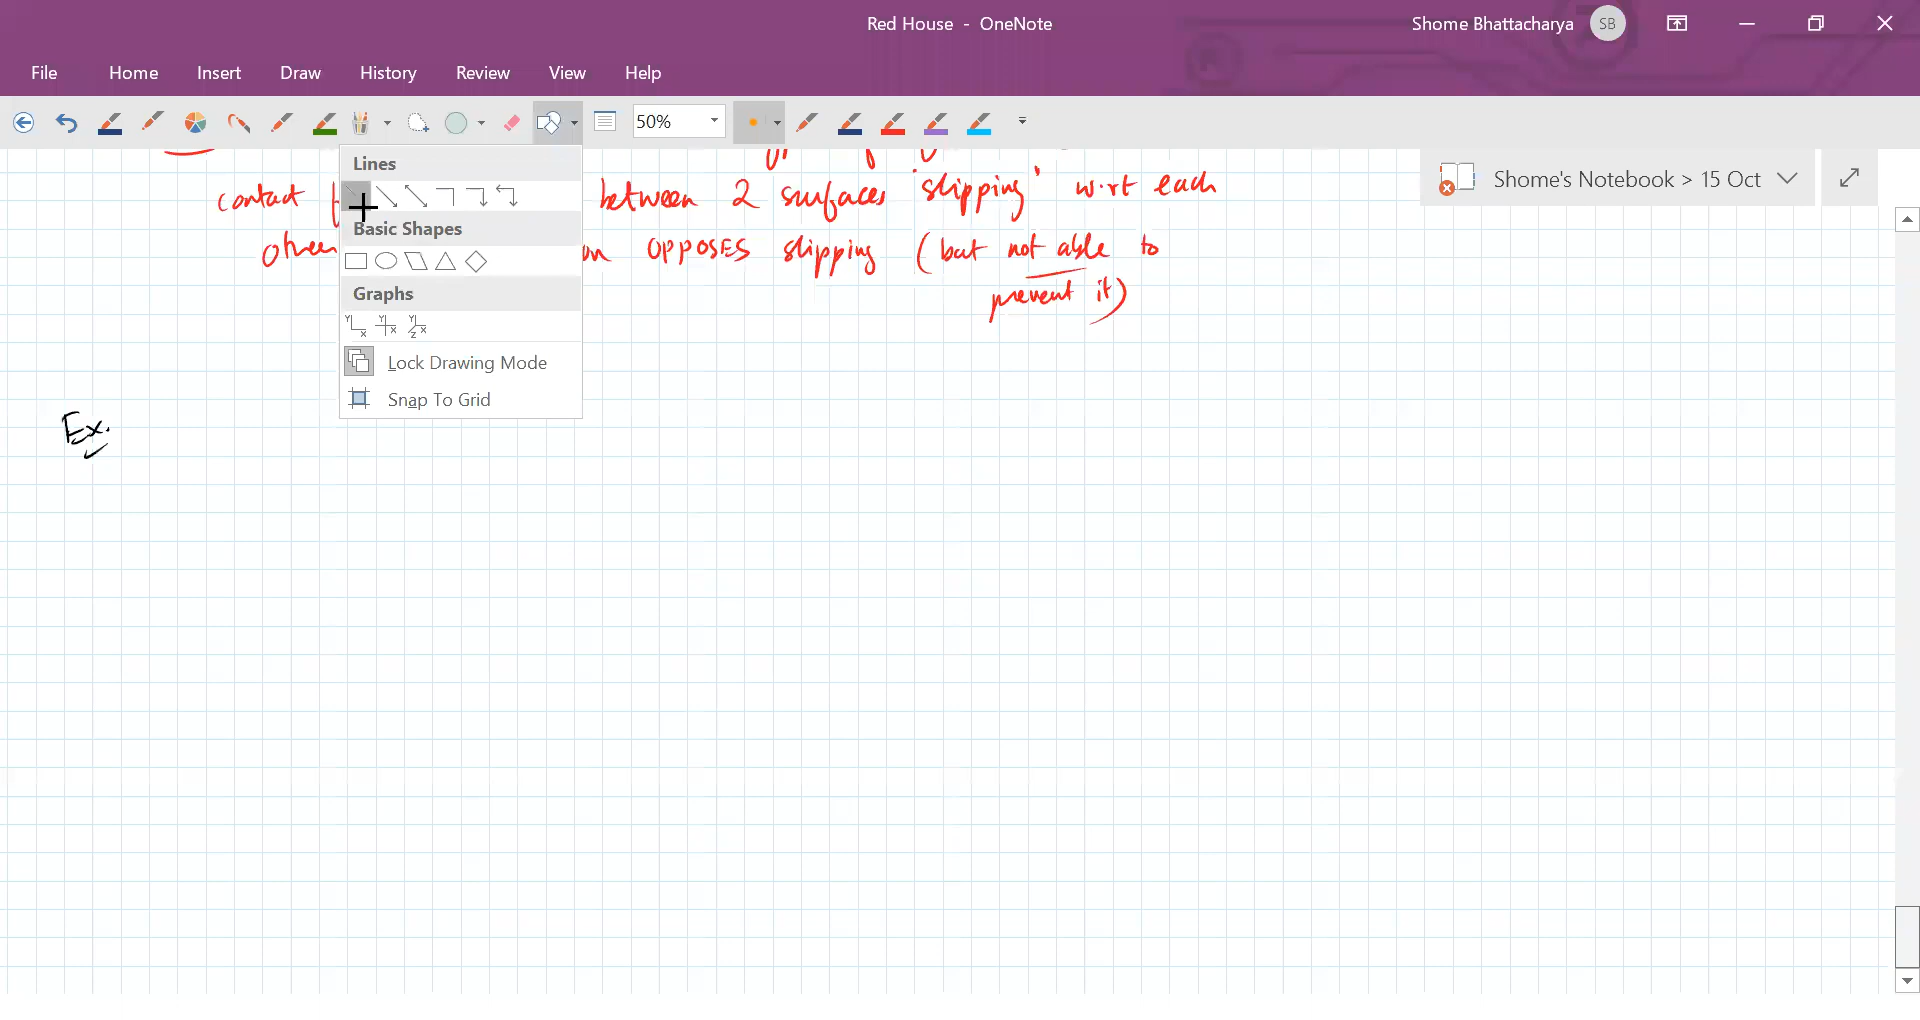 Red House - OneNote
Shome Bhattacharya
SB
File Home Insert Draw History Review View Help
50%
Lines
Basic Shapes
Graphs
Lock Drawing Mode
Snap To Grid
Shome's Notebook > 15 Oct
contact between 2 surfaces 'slipping' w.r.t each
other OPPOSES slipping (but not able to
prevent it)
Ex.